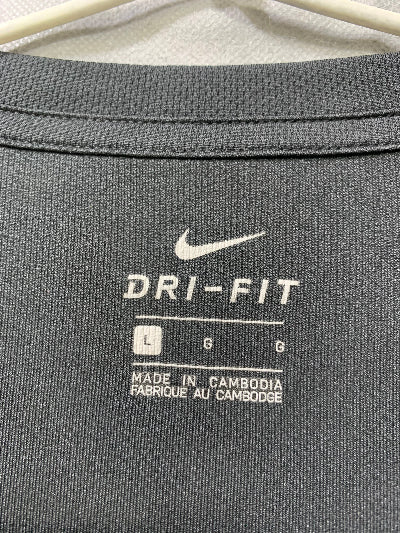 DRI-FIT
L G G
MADE IN CAMBODIA
FABRIQUE AU CAMBODGE